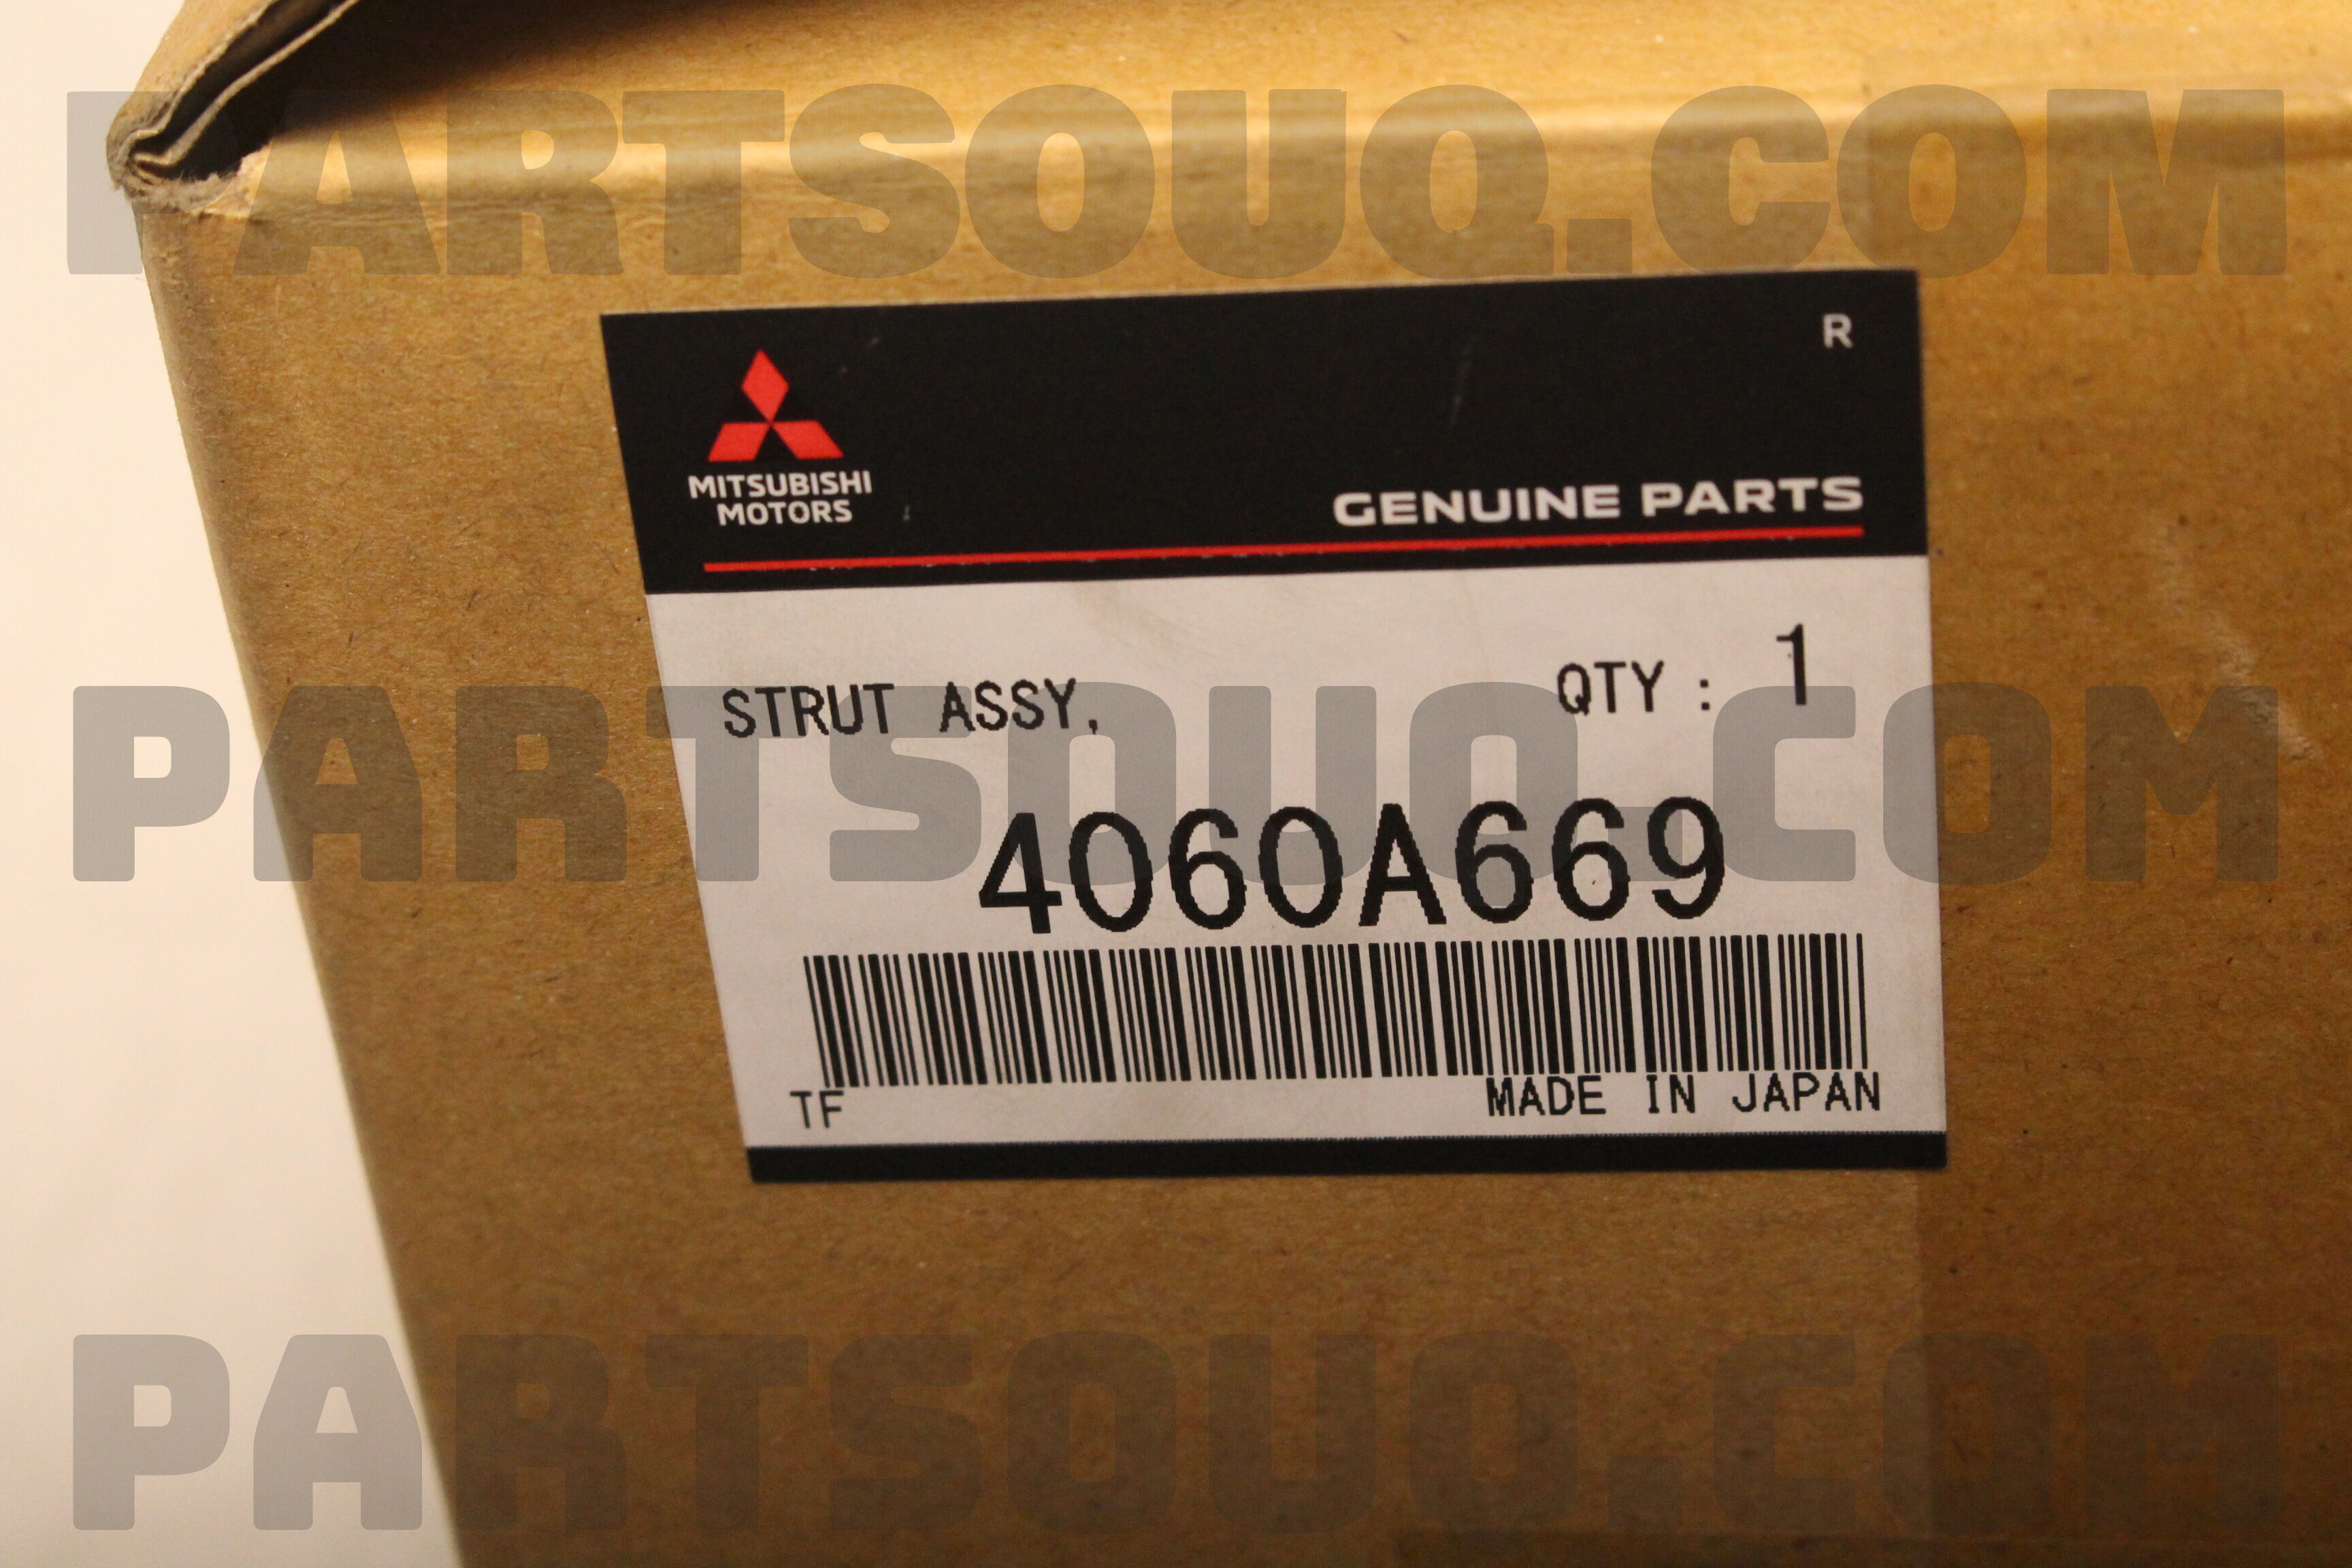 PARTSOUQ.COM
R
MITSUBISHI
MOTORS
GENUINE PARTS
STRUT ASSY,
QTY : 1
PARTSOUQ.COM
4060A669
TF
MADE IN JAPAN
PARTSOUQ.COM